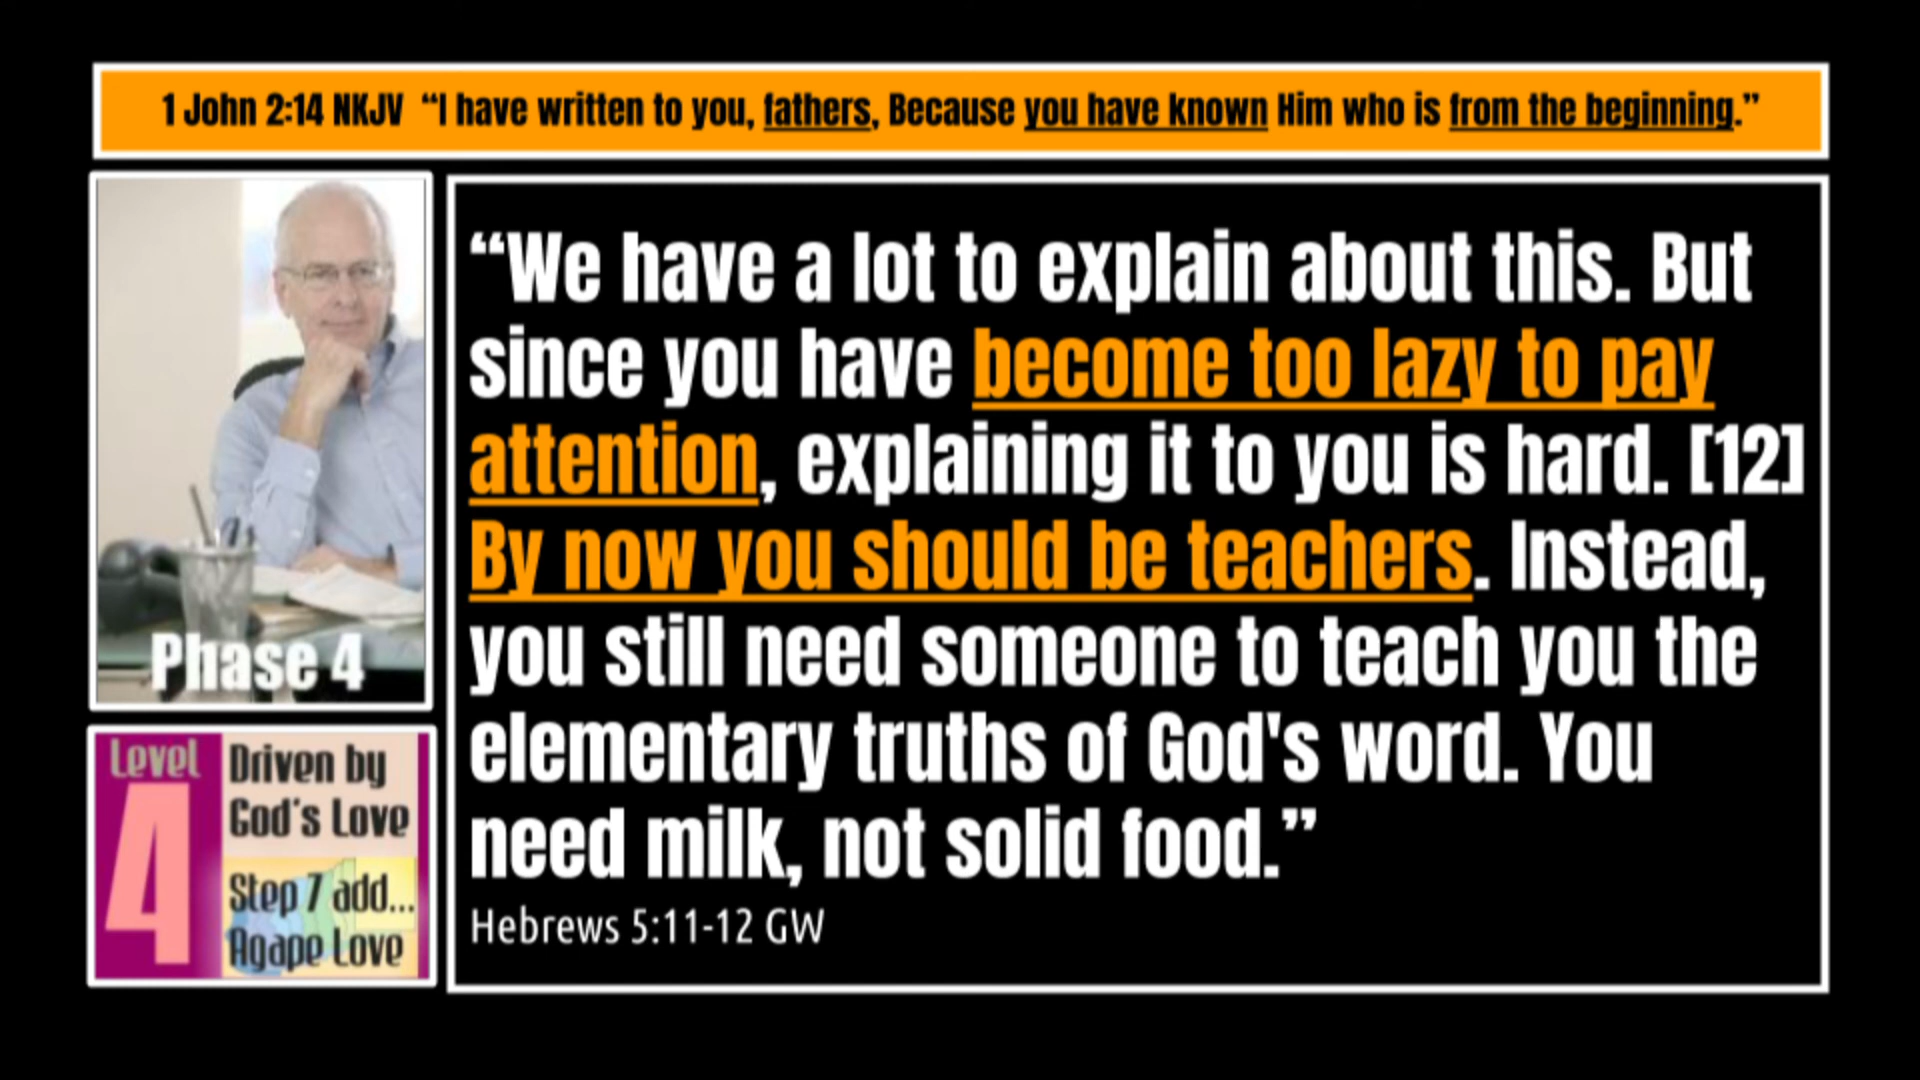 1 John 2:14 NKJV “I have written to you, fathers, Because you have known Him who is from the beginning.”
Phase 4
Level
4
Driven by
God's Love
Step 7 add...
Agape Love
“We have a lot to explain about this. But
since you have become too lazy to pay
attention, explaining it to you is hard. [12]
By now you should be teachers. Instead,
you still need someone to teach you the
elementary truths of God's word. You
need milk, not solid food.”
Hebrews 5:11-12 GW